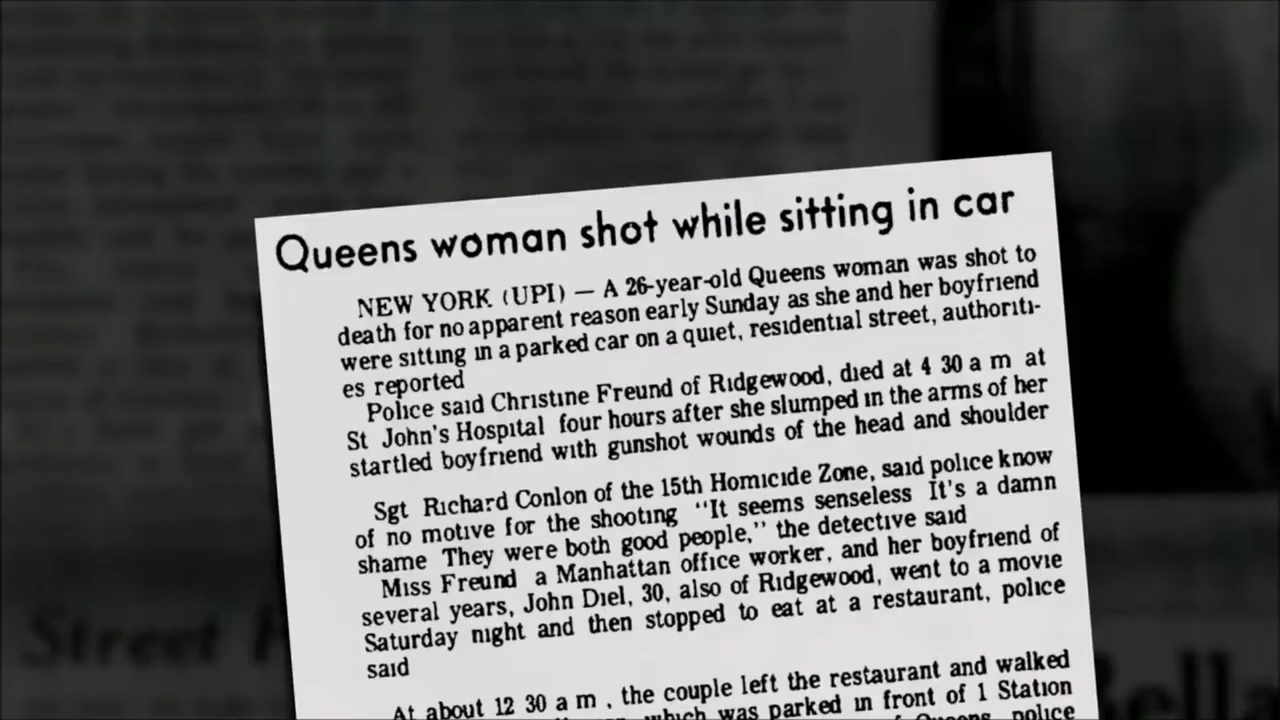 Queens woman shot while sitting in car
NEW YORK (UPI) — A 26-year-old Queens woman was shot to
death for no apparent reason early Sunday as she and her boyfriend
were sitting in a parked car on a quiet, residential street, authoriti-
es reported
Police said Christine Freund of Ridgewood, died at 4 30 a m at
St John's Hospital four hours after she slumped in the arms of her
startled boyfriend with gunshot wounds of the head and shoulder
Sgt Richard Conlon of the 15th Homicide Zone, said police know
of no motive for the shooting "It seems senseless It's a damn
shame They were both good people," the detective said
Miss Freund a Manhattan office worker, and her boyfriend of
several years, John Diel, 30, also of Ridgewood, went to a movie
Saturday night and then stopped to eat at a restaurant, police
said
At about 12 30 a m , the couple left the restaurant and walked
which was parked in front of 1 Station
Queens police
Street